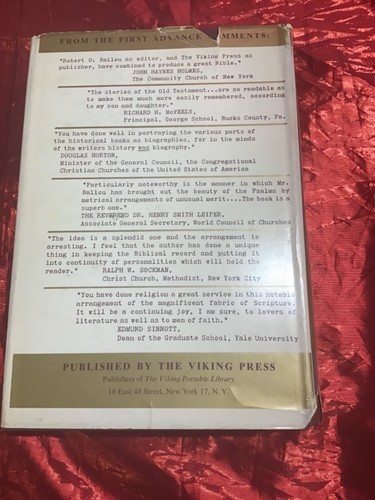 FROM THE FIRST ADVANCE COMMENTS:
"Robert O. Ballou as editor, and The Viking Press as
publisher, have combined to produce a great Bible."
JOHN HAYNES HOLMES,
The Community Church of New York
"The stories of the Old Testament...are so readable as
to make them much more easily remembered, according
to my son and daughter."
RICHARD H. McFEELY,
Principal, George School, Bucks County, Pa.
"You have done well in portraying the various parts of
the historical books as biographies, for in the minds
of the writers history was biography."
DOUGLAS HORTON,
Minister of the General Council, the Congregational
Christian Churches of the United States of America
"Particularly noteworthy is the manner in which Mr.
Ballou has brought out the beauty of the Psalms by
metrical arrangements of unusual merit....The book is a
superb one."
THE REVEREND DR. HENRY SMITH LEIPER,
Associate General Secretary, World Council of Churches
"The idea is a splendid one and the arrangement is
arresting. I feel that the author has done a unique
thing in keeping the Biblical record and putting it
into continuity of personalities which will hold the
reader." RALPH W. SOCKMAN,
Christ Church, Methodist, New York City
"You have done religion a great service in this notable
arrangement of the magnificent fabric of Scripture.
It will be a continuing joy, I am sure, to lovers of
literature as well as to men of faith."
EDMUND SINNOTT,
Dean of the Graduate School, Yale University
PUBLISHED BY THE VIKING PRESS
Publishers of The Viking Portable Library
18 East 48 Street, New York 17, N. Y.